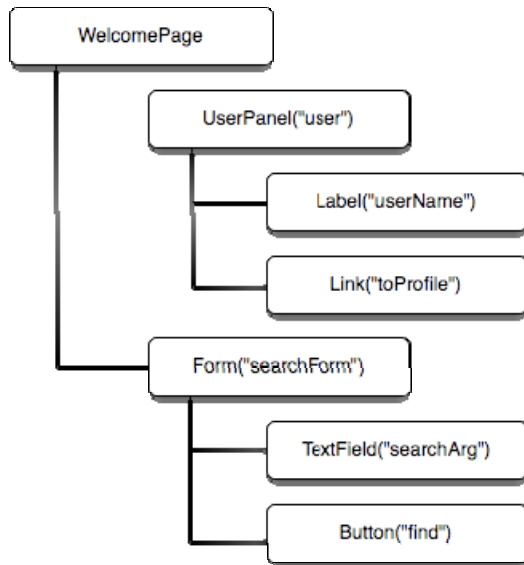 WelcomePage
UserPanel("user")
Label("userName")
Link("toProfile")
Form("searchForm")
TextField("searchArg")
Button("find")